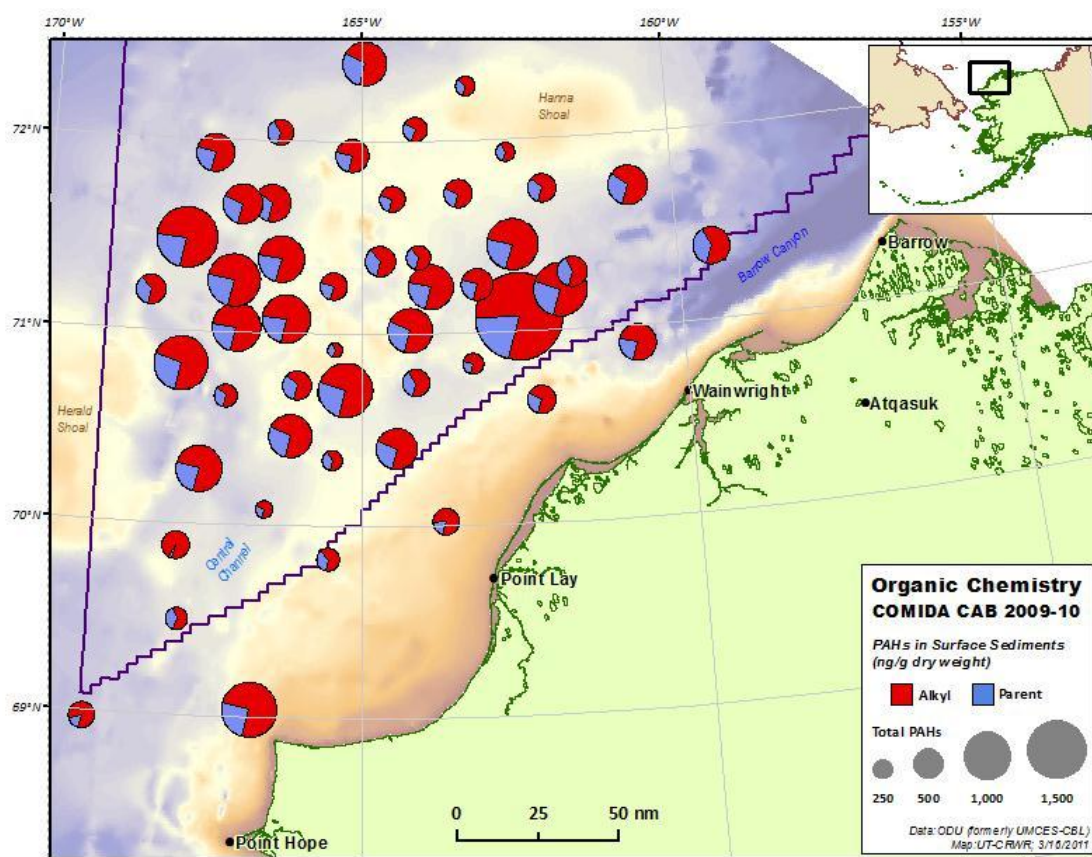 170°W
165°W
160°W
155°W
72°N
71°N
70°N
69°N
Hanna
Shoal
Barrow Canyon
Barrow
Wainwright
Atqasuk
Herald
Shoal
Central
Channel
Point Lay
Point Hope
0 25 50 nm
Organic Chemistry
COMIDA CAB 2009-10
PAHs in Surface Sediments
(ng/g dry weight)
Alkyl Parent
Total PAHs
250 500 1,000 1,500
Data: ODU (formerly UMCES-CBL)
Map: UT-CRWR; 3/16/2011